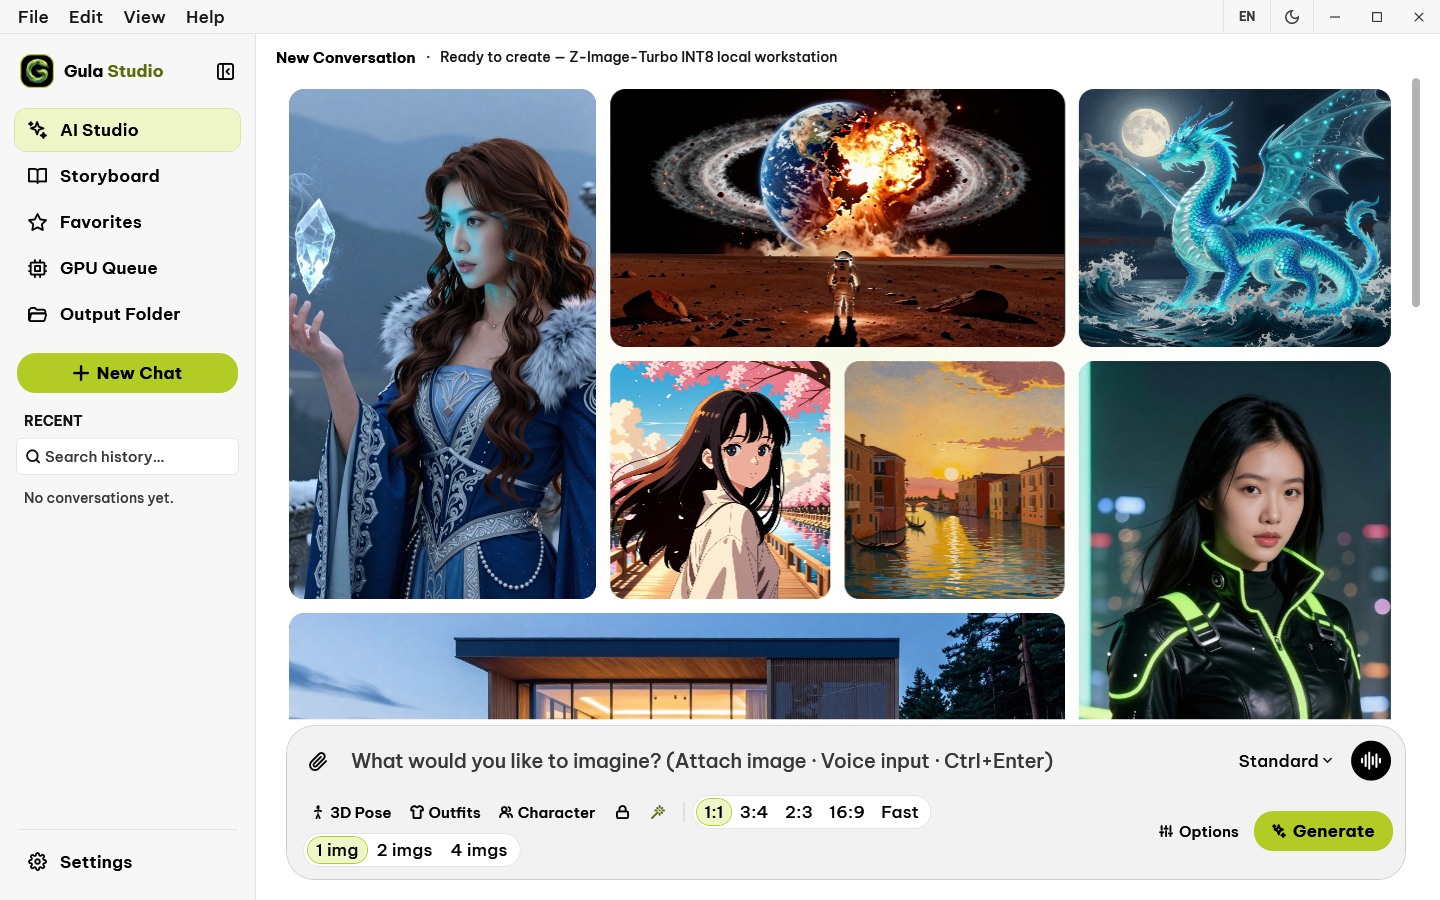 File Edit View Help
EN
Gula Studio
AI Studio
Storyboard
Favorites
GPU Queue
Output Folder
New Chat
RECENT
Search history...
No conversations yet.
Settings
New Conversation · Ready to create — Z-Image-Turbo INT8 local workstation
What would you like to imagine? (Attach image · Voice input · Ctrl+Enter)
Standard
3D Pose Outfits Character 1:1 3:4 2:3 16:9 Fast
1 img 2 imgs 4 imgs
Options Generate